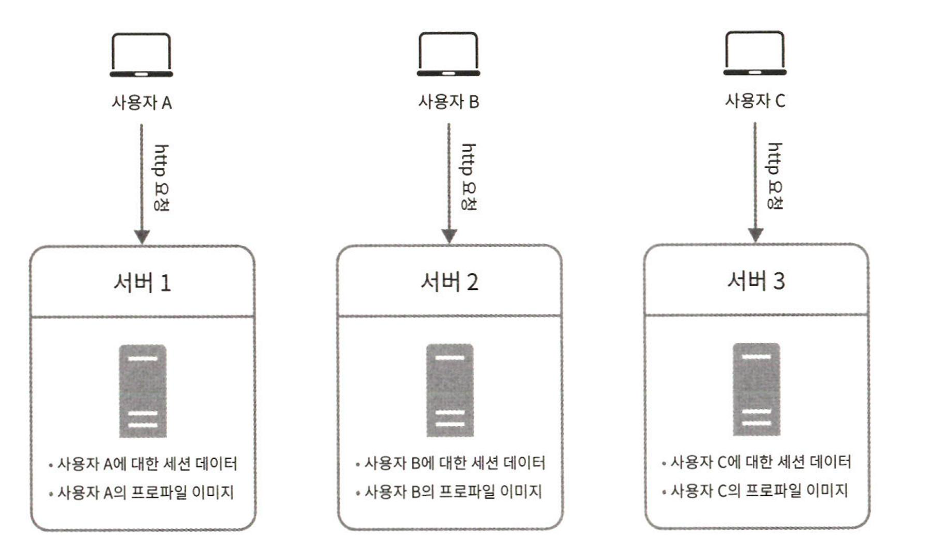 사용자 A
사용자 B
사용자 C
http 요청
http 요청
http 요청
서버 1
서버 2
서버 3
• 사용자 A에 대한 세션 데이터
• 사용자 A의 프로파일 이미지
• 사용자 B에 대한 세션 데이터
• 사용자 B의 프로파일 이미지
• 사용자 C에 대한 세션 데이터
• 사용자 C의 프로파일 이미지